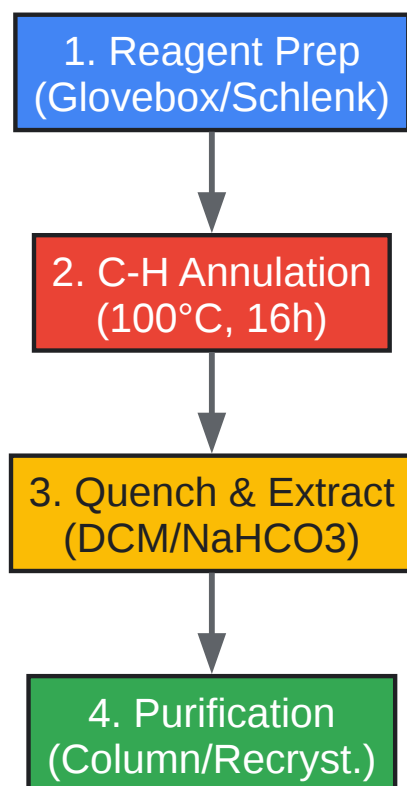 1. Reagent Prep
(Glovebox/Schlenk)
2. C-H Annulation
(100°C, 16h)
3. Quench & Extract
(DCM/NaHCO3)
4. Purification
(Column/Recryst.)